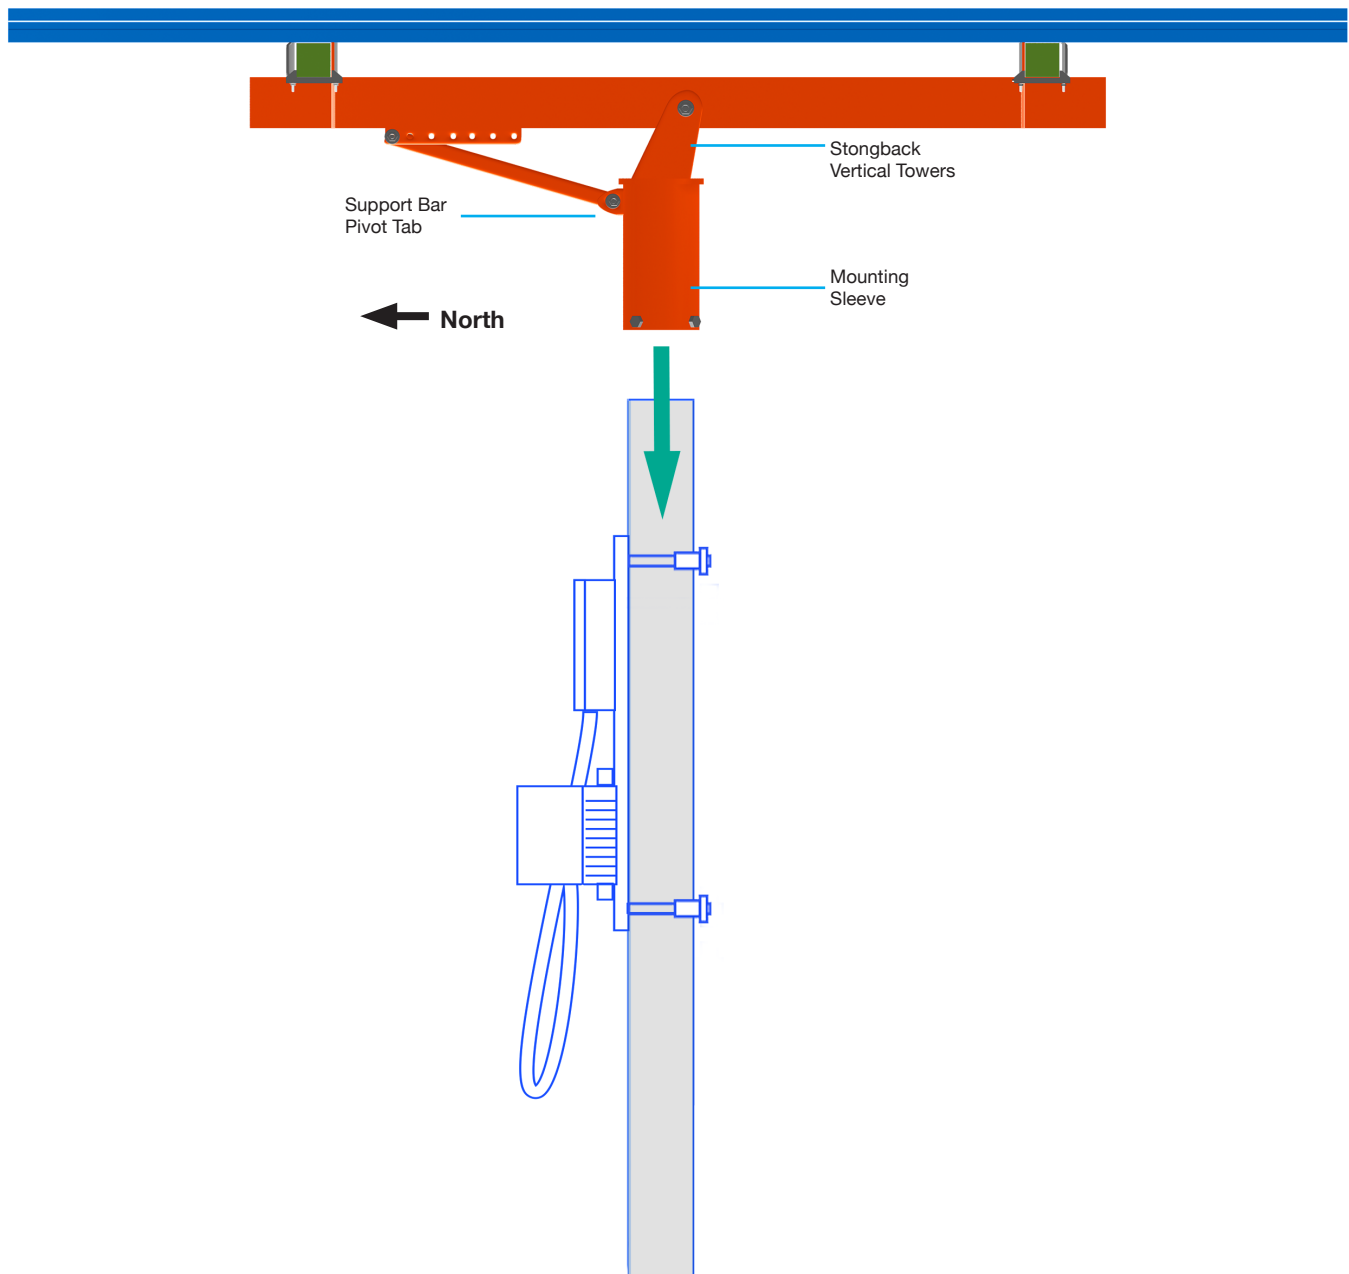 Stongback
Vertical Towers
Support Bar
Pivot Tab
Mounting
Sleeve
North